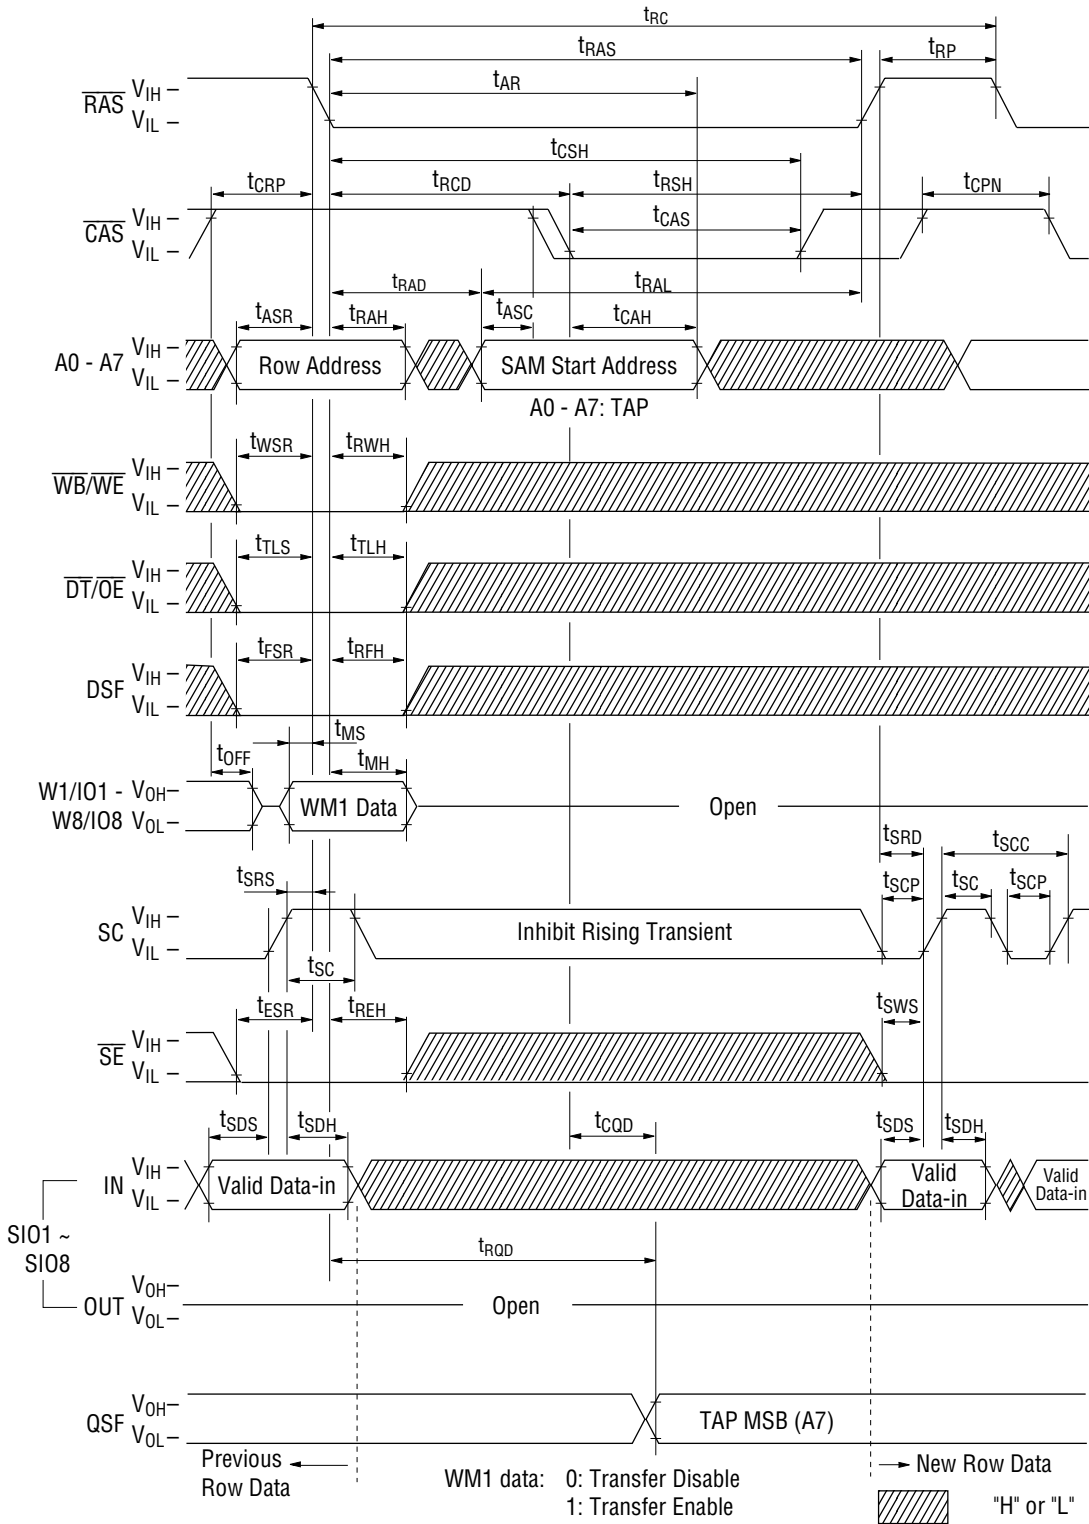 tRC
tRAS
tRP
tAR
RAS VIH
VIL
tCSH
tCRP
tRCD
tRSH
tCPN
CAS VIH
VIL
tCAS
tRAD
tRAL
tASR
tRAH
tASC
tCAH
A0 - A7 VIH
VIL
Row Address
SAM Start Address
A0 - A7: TAP
tWSR
tRWH
WB/WE VIH
VIL
tTLS
tTLH
DT/OE VIH
VIL
tFSR
tRFH
DSF VIH
VIL
tMS
tOFF
tMH
W1/IO1 - VOH
W8/IO8 VOL
WM1 Data
Open
tSRD
tSCC
tSRS
tSCP
tSC
tSCP
SC VIH
VIL
Inhibit Rising Transient
tSC
tESR
tREH
tSWS
SE VIH
VIL
tSDS
tSDH
tCQD
tSDS
tSDH
IN VIH
VIL
Valid Data-in
Valid
Data-in
Valid
Data-in
SIO1 ~
SIO8
tRQD
OUT VOH
VOL
Open
QSF VOH
VOL
TAP MSB (A7)
Previous
Row Data
New Row Data
WM1 data: 0: Transfer Disable
1: Transfer Enable
"H" or "L"